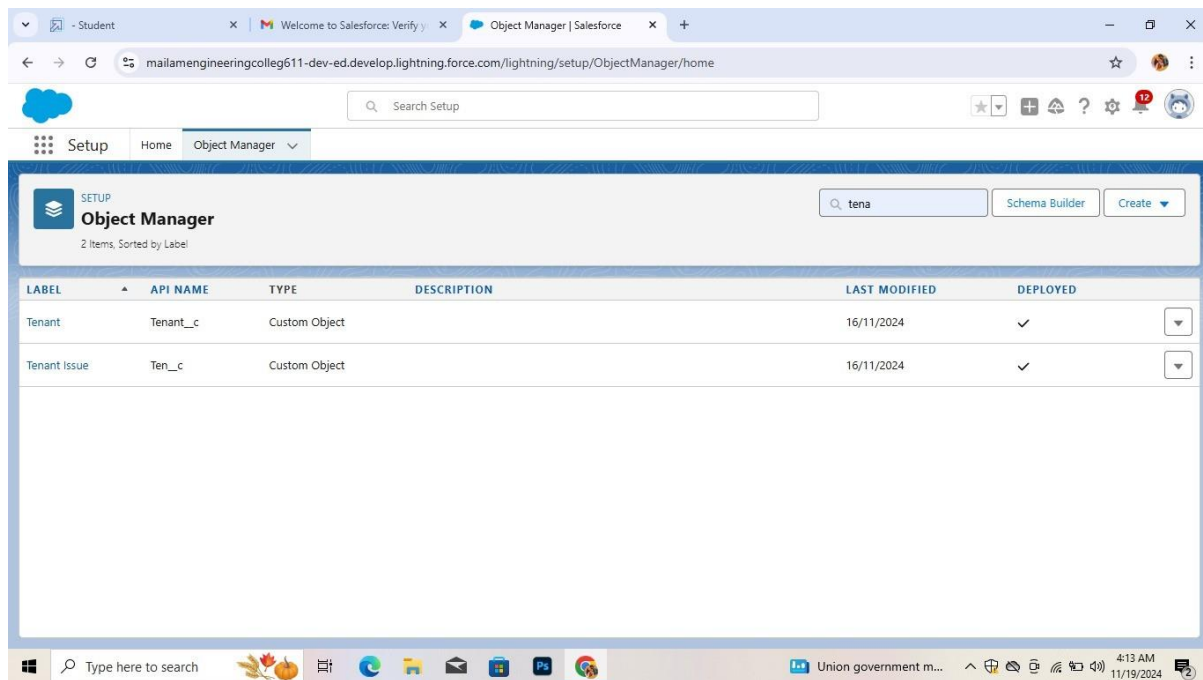 - Student
Welcome to Salesforce: Verify y
Object Manager | Salesforce
mailamengineeringcolleg611-dev-ed.develop.lightning.force.com/lightning/setup/ObjectManager/home
Search Setup
12
Setup Home Object Manager
SETUP
Object Manager
2 Items, Sorted by Label
tena
Schema Builder
Create
LABEL API NAME TYPE DESCRIPTION LAST MODIFIED DEPLOYED
Tenant Tenant__c Custom Object 16/11/2024
Tenant Issue Ten__c Custom Object 16/11/2024
Type here to search
Ps
Union government m...
4:13 AM
11/19/2024
2